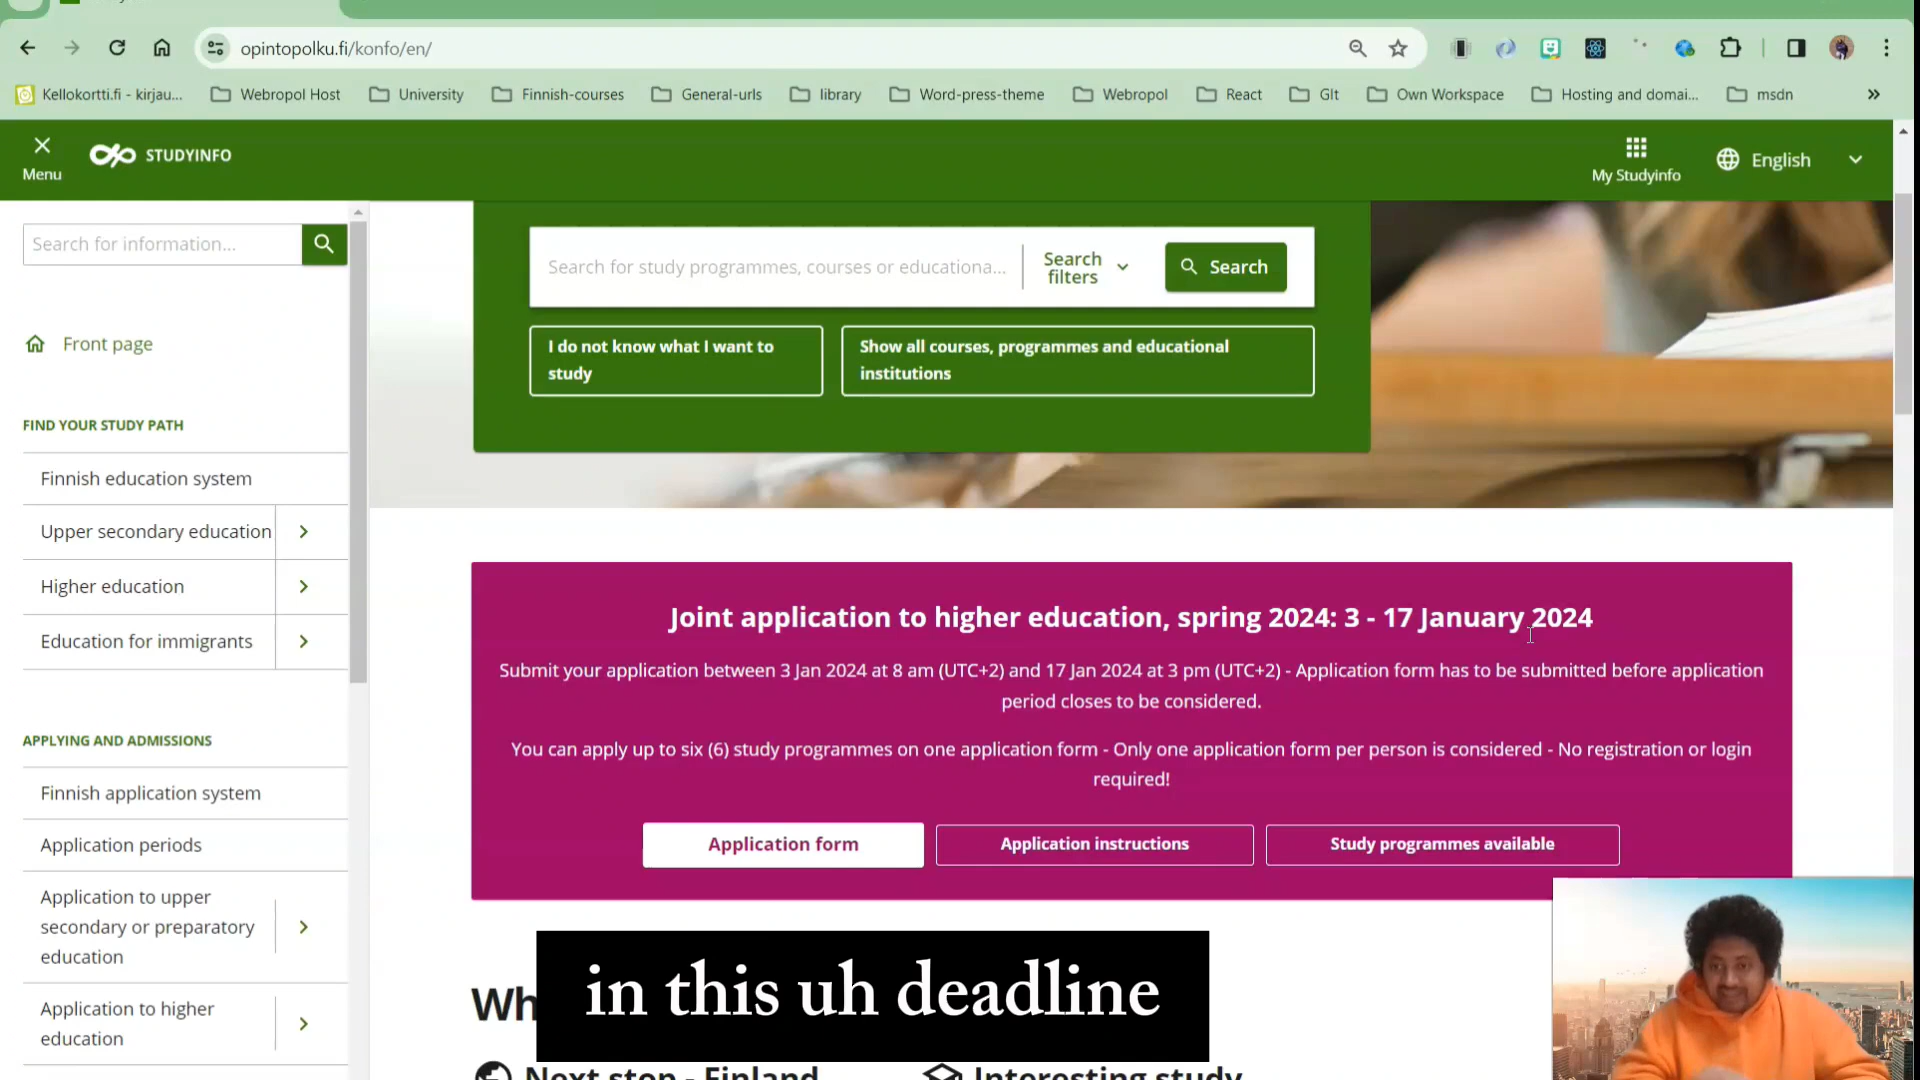 opintopolku.fi/konfo/en/
Kellokortti.fi - kirjau...
Webropol Host
University
Finnish-courses
General-urls
library
Word-press-theme
Webropol
React
GIt
Own Workspace
Hosting and domai...
msdn
»
Menu
STUDYINFO
My Studyinfo
English
Search for information...
Front page
FIND YOUR STUDY PATH
Finnish education system
Upper secondary education
Higher education
Education for immigrants
APPLYING AND ADMISSIONS
Finnish application system
Application periods
Application to upper
secondary or preparatory
education
Application to higher
education
Search for study programmes, courses or educationa...
Search
filters
Search
I do not know what I want to
study
Show all courses, programmes and educational
institutions
Joint application to higher education, spring 2024: 3 - 17 January 2024
Submit your application between 3 Jan 2024 at 8 am (UTC+2) and 17 Jan 2024 at 3 pm (UTC+2) - Application form has to be submitted before application
period closes to be considered.
You can apply up to six (6) study programmes on one application form - Only one application form per person is considered - No registration or login
required!
Application form
Application instructions
Study programmes available
Wh
in this uh deadline
Next stop - Finland
Interesting study